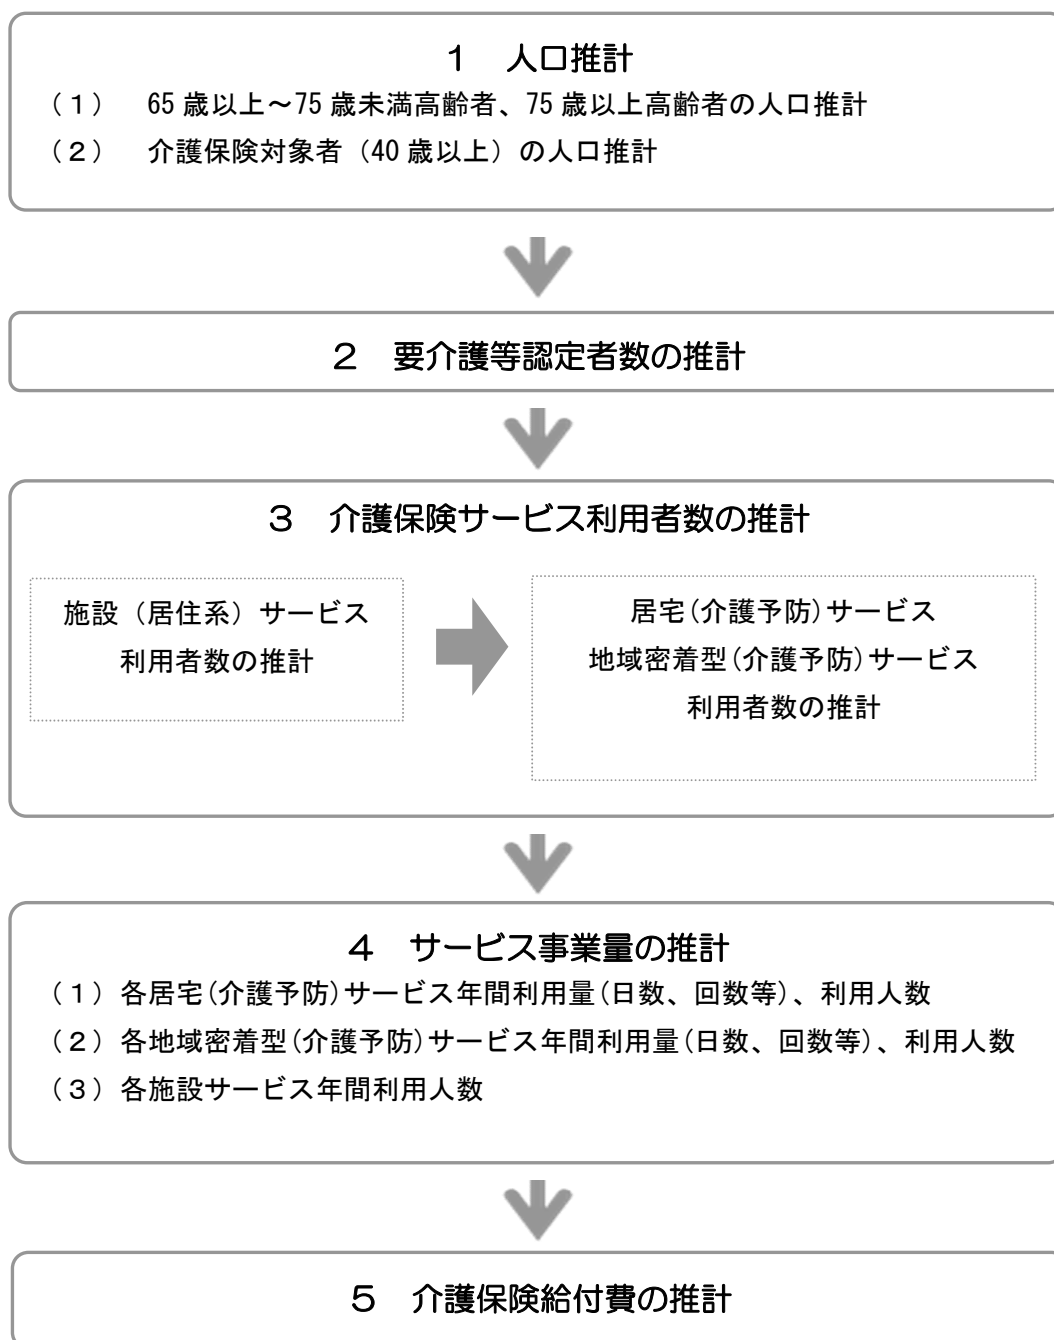 １　人口推計
（１）　65歳以上～75歳未満高齢者、75歳以上高齢者の人口推計
（２）　介護保険対象者（40歳以上）の人口推計
２　要介護等認定者数の推計
３　介護保険サービス利用者数の推計
施設（居住系）サービス
利用者数の推計
居宅(介護予防)サービス
地域密着型(介護予防)サービス
利用者数の推計
４　サービス事業量の推計
（１）各居宅(介護予防)サービス年間利用量(日数、回数等)、利用人数
（２）各地域密着型(介護予防)サービス年間利用量(日数、回数等)、利用人数
（３）各施設サービス年間利用人数
５　介護保険給付費の推計